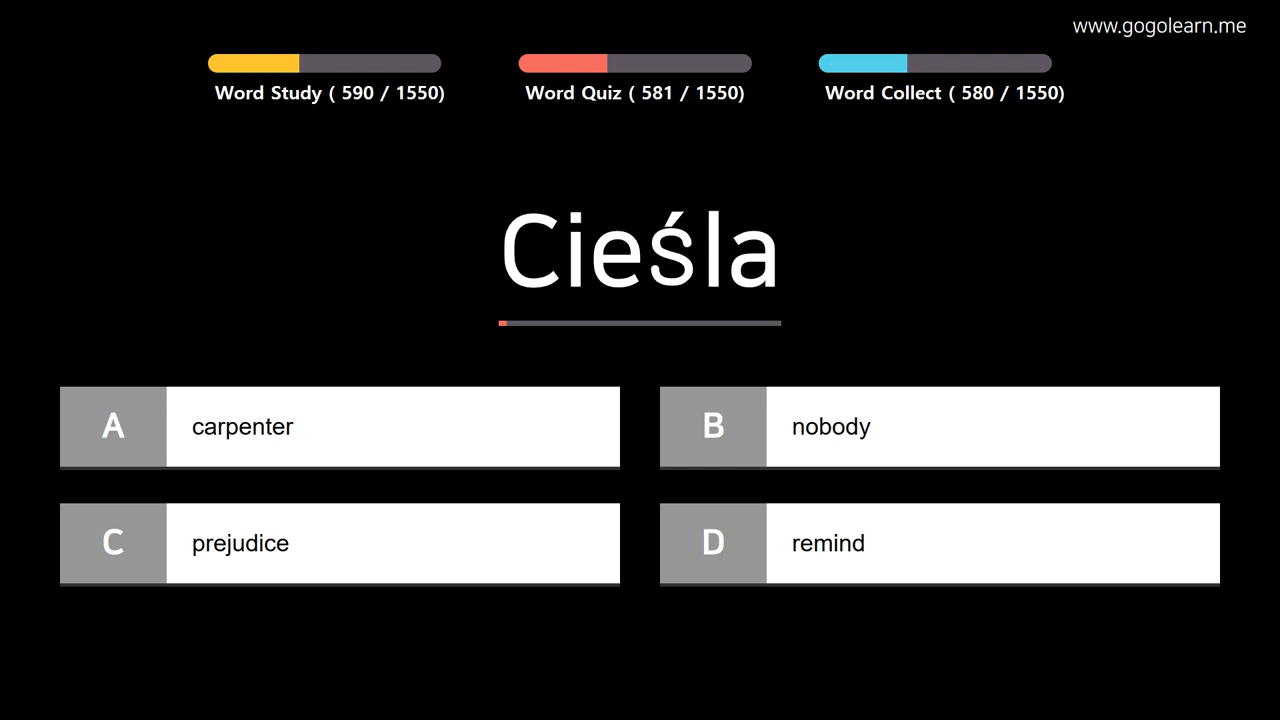 www.gogolearn.me
Word Study ( 590 / 1550)
Word Quiz ( 581 / 1550)
Word Collect ( 580 / 1550)
Cieśla
A carpenter
B nobody
C prejudice
D remind